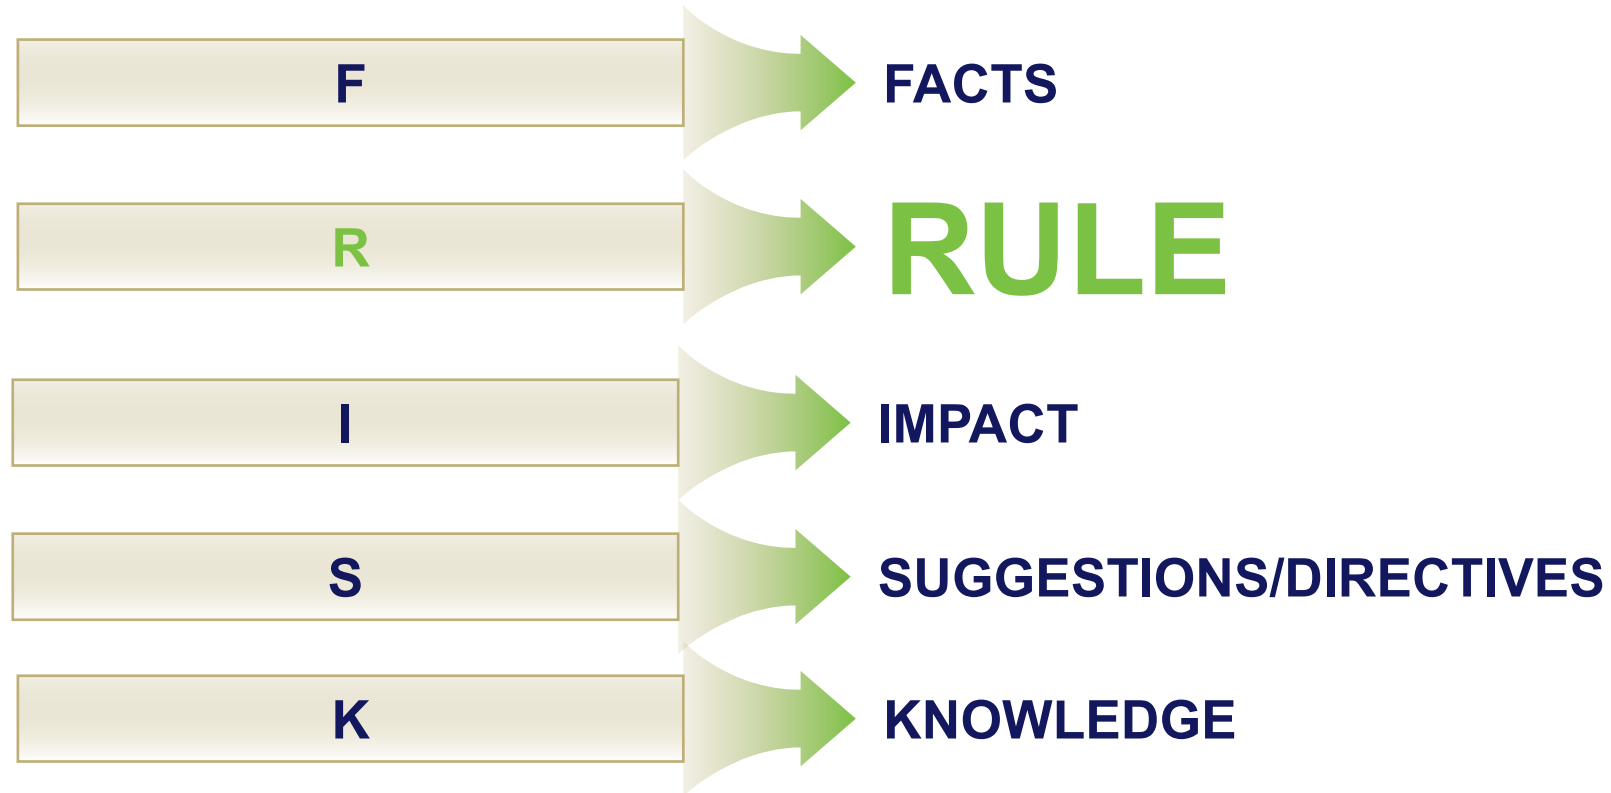 F FACTS
R RULE
I IMPACT
S SUGGESTIONS/DIRECTIVES
K KNOWLEDGE